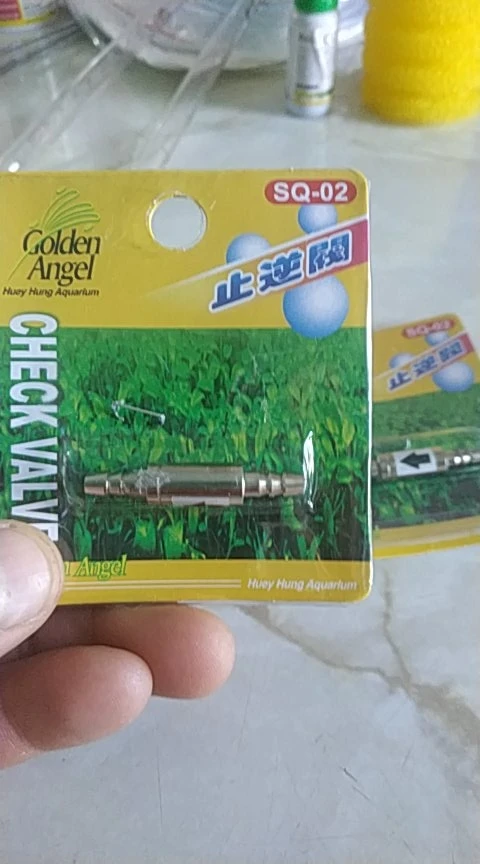 SQ-02
Golden
Angel
Huey Hung Aquarium
止逆閥
CHECK VALVE
Angel
Huey Hung Aquarium
SQ-02
止逆閥